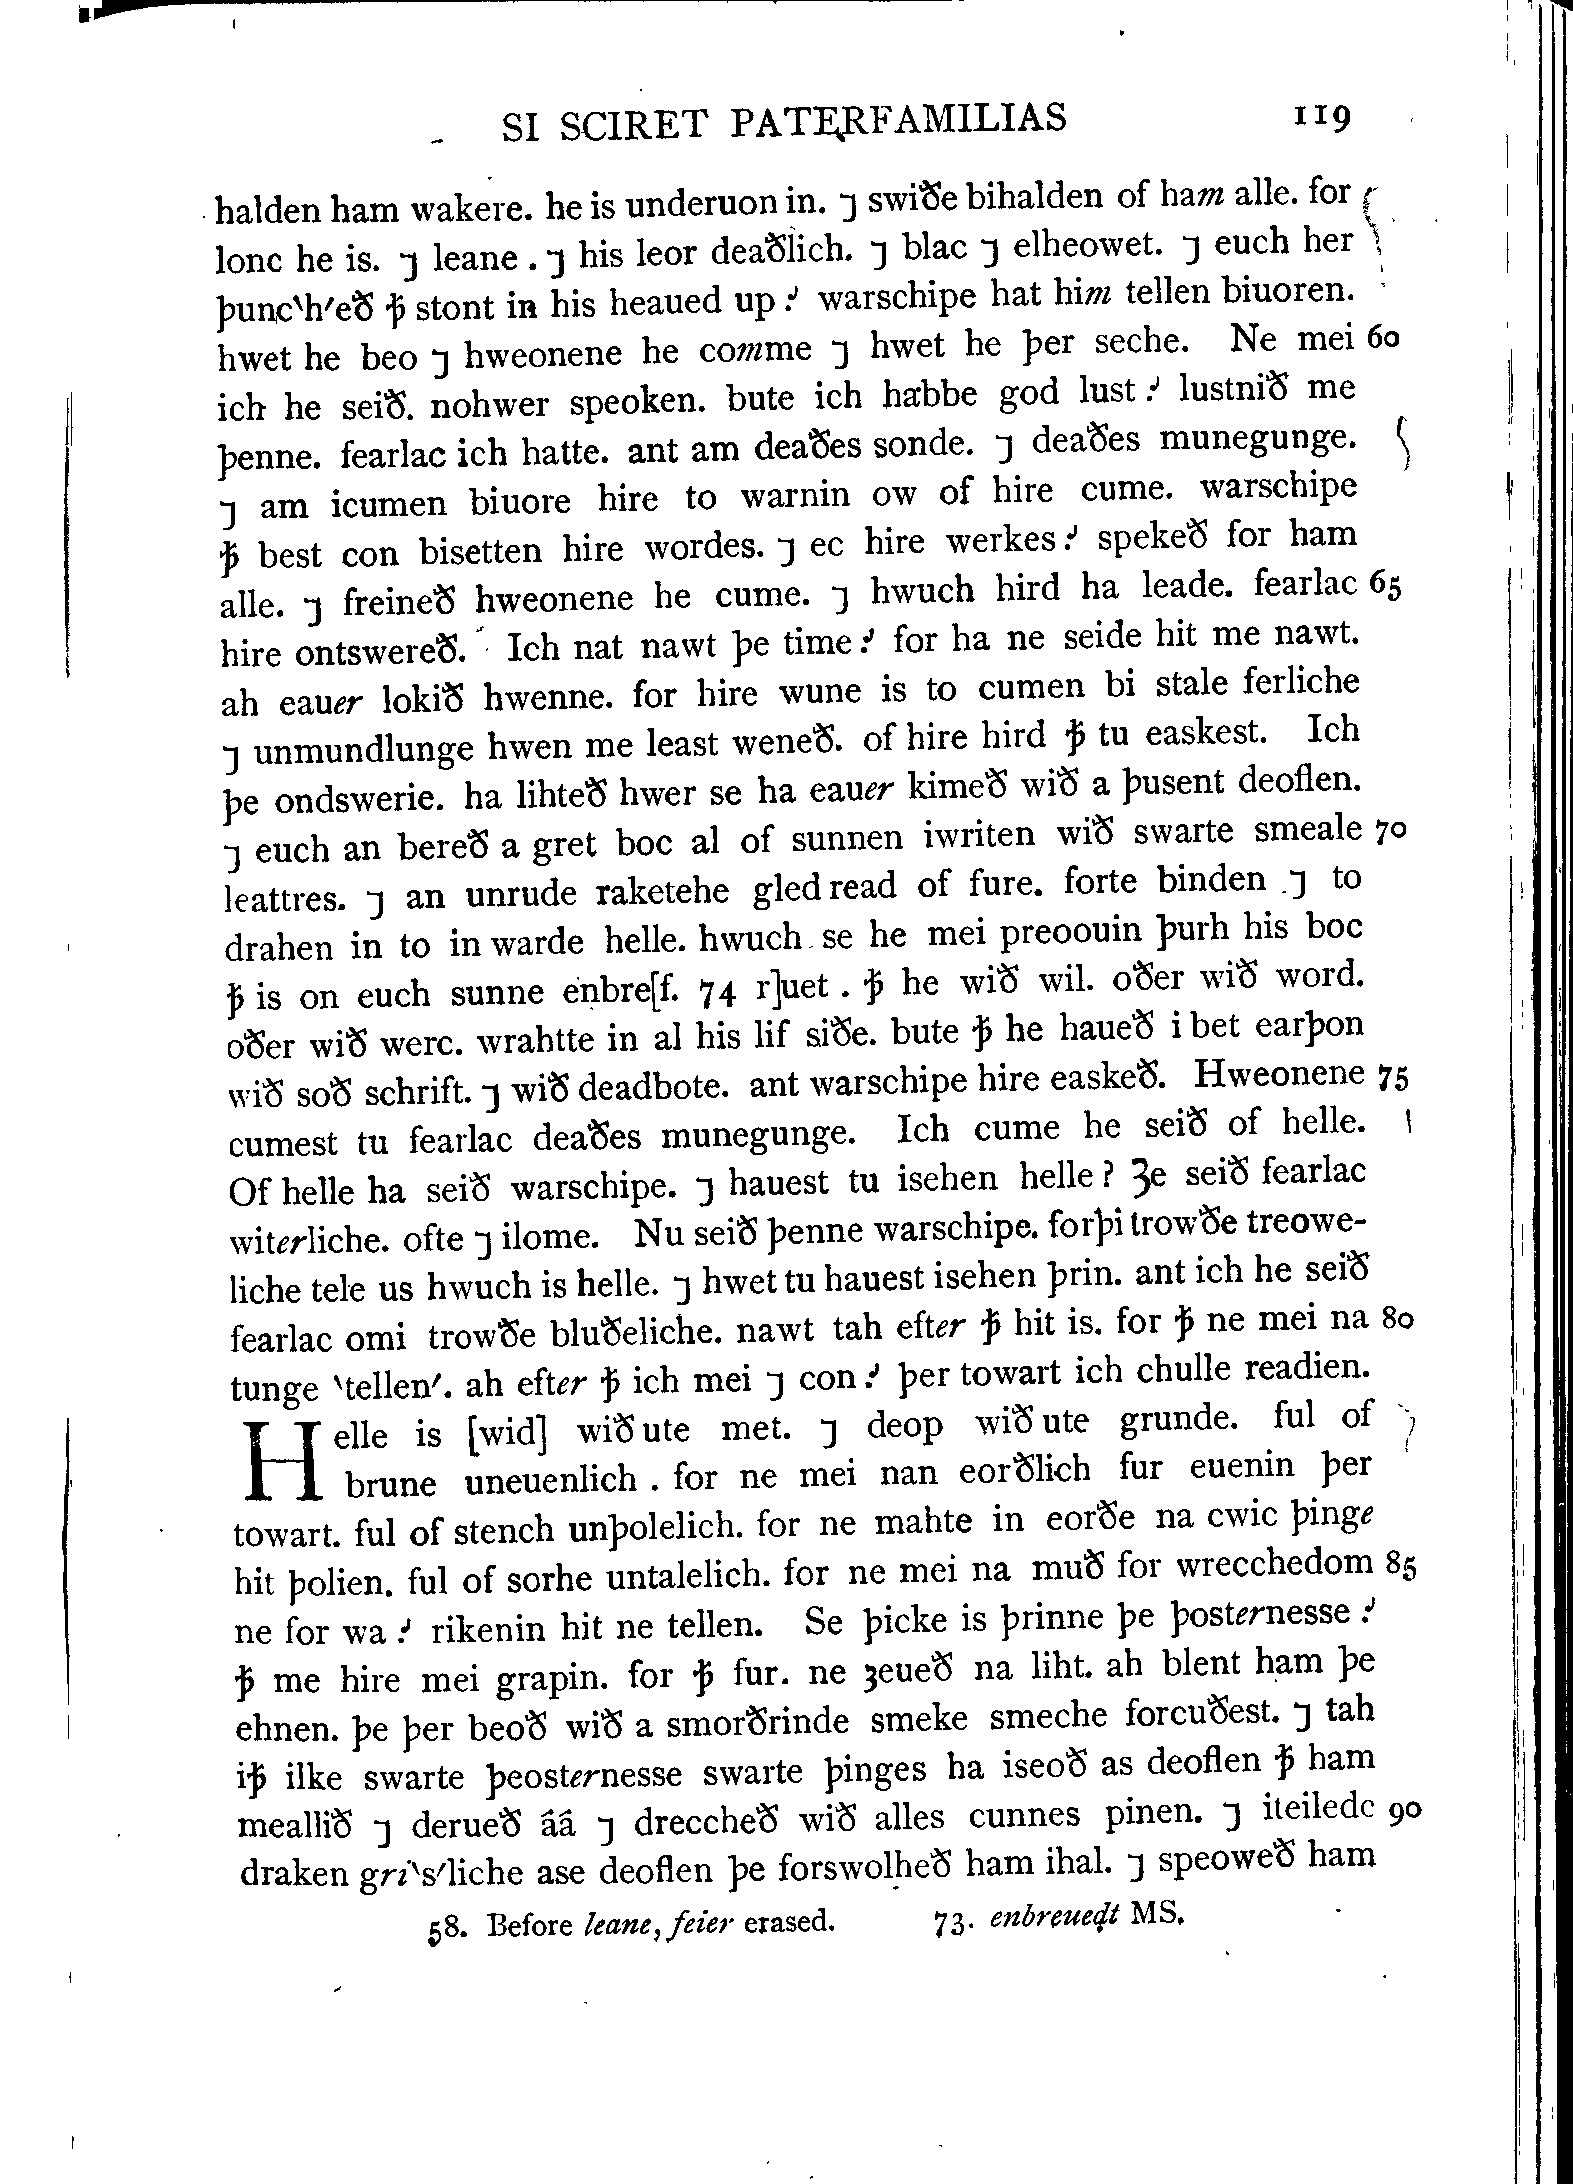 SI SCIRET PATERFAMILIAS 119
halden ham wakere. he is underuon in. ⁊ swiðe bihalden of ham alle. for
lonc he is. ⁊ leane . ⁊ his leor deaðlich. ⁊ blac ⁊ elheowet. ⁊ euch her
þunc‵h′eð ꝥ stont in his heaued up⹎ warschipe hat him tellen biuoren.
hwet he beo ⁊ hweonene he comme ⁊ hwet he þer seche. Ne mei 60
ich he seið. nohwer speoken. bute ich habbe god lust⹎ lustnið me
þenne. fearlac ich hatte. ant am deaðes sonde. ⁊ deaðes munegunge.
⁊ am icumen biuore hire to warnin ow of hire cume. warschipe
ꝥ best con bisetten hire wordes. ⁊ ec hire werkes⹎ spekeð for ham
alle. ⁊ freineð hweonene he cume. ⁊ hwuch hird ha leade. fearlac 65
hire ontswereð. Ich nat nawt þe time⹎ for ha ne seide hit me nawt.
ah eauer lokið hwenne. for hire wune is to cumen bi stale ferliche
⁊ unmundlunge hwen me least weneð. of hire hird ꝥ tu easkest. Ich
þe ondswerie. ha lihteð hwer se ha eauer kimeð wið a þusent deoflen.
⁊ euch an bereð a gret boc al of sunnen iwriten wið swarte smeale 70
leattres. ⁊ an unrude raketehe gled read of fure. forte binden ⁊ to
drahen in to in warde helle. hwuch se he mei preoouin þurh his boc
ꝥ is on euch sunne enbre[f. 74 r]uet . ꝥ he wið wil. oðer wið word.
oðer wið werc. wrahtte in al his lif siðe. bute ꝥ he haueð i bet earþon
wið soð schrift. ⁊ wið deadbote. ant warschipe hire easkeð. Hweonene 75
cumest tu fearlac deaðes munegunge. Ich cume he seið of helle.
Of helle ha seið warschipe. ⁊ hauest tu isehen helle? Ȝe seið fearlac
witerliche. ofte ⁊ ilome. Nu seið þenne warschipe. forþi trowðe treowe-
liche tele us hwuch is helle. ⁊ hwet tu hauest isehen þrin. ant ich he seið
fearlac omi trowðe bluðeliche. nawt tah efter ꝥ hit is. for ꝥ ne mei na 80
tunge ‵tellen′. ah efter ꝥ ich mei ⁊ con⹎ þer towart ich chulle readien.
Helle is [wid] wið ute met. ⁊ deop wið ute grunde. ful of
brune uneuenlich . for ne mei nan eorðlich fur euenin þer
towart. ful of stench unþolelich. for ne mahte in eorðe na cwic þinge
hit þolien. ful of sorhe untalelich. for ne mei na muð for wrecchedom 85
ne for wa⹎ rikenin hit ne tellen. Se þicke is þrinne þe þosternesse⹎
ꝥ me hire mei grapin. for ꝥ fur. ne ȝeueð na liht. ah blent ham þe
ehnen. þe þer beoð wið a smorðrinde smeke smeche forcuðest. ⁊ tah
iꝥ ilke swarte þeosternesse swarte þinges ha iseoð as deoflen ꝥ ham
meallið ⁊ derueð áá ⁊ dreccheð wið alles cunnes pinen. ⁊ iteilede 90
draken gri‵s′liche ase deoflen þe forswolheð ham ihal. ⁊ speoweð ham
58. Before leane, feier erased. 73. enbreueḍt MS.